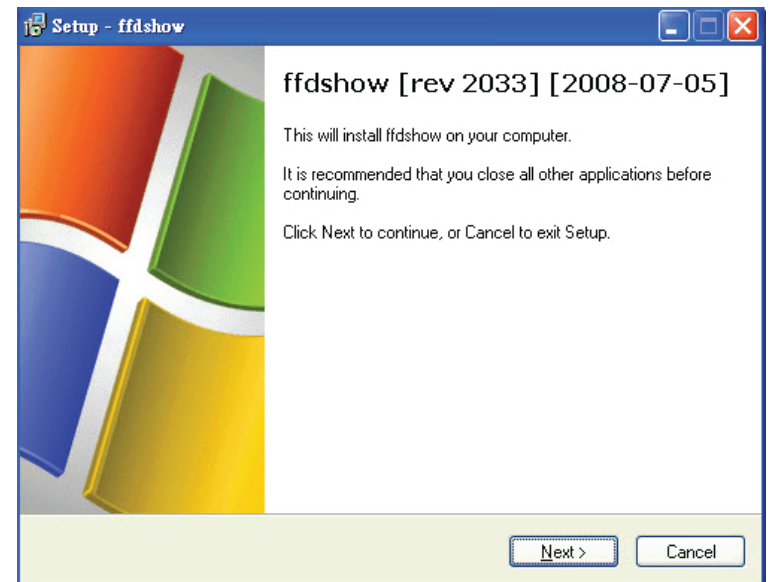 Setup - ffdshow
ffdshow [rev 2033] [2008-07-05]
This will install ffdshow on your computer.
It is recommended that you close all other applications before
continuing.
Click Next to continue, or Cancel to exit Setup.
Next >
Cancel